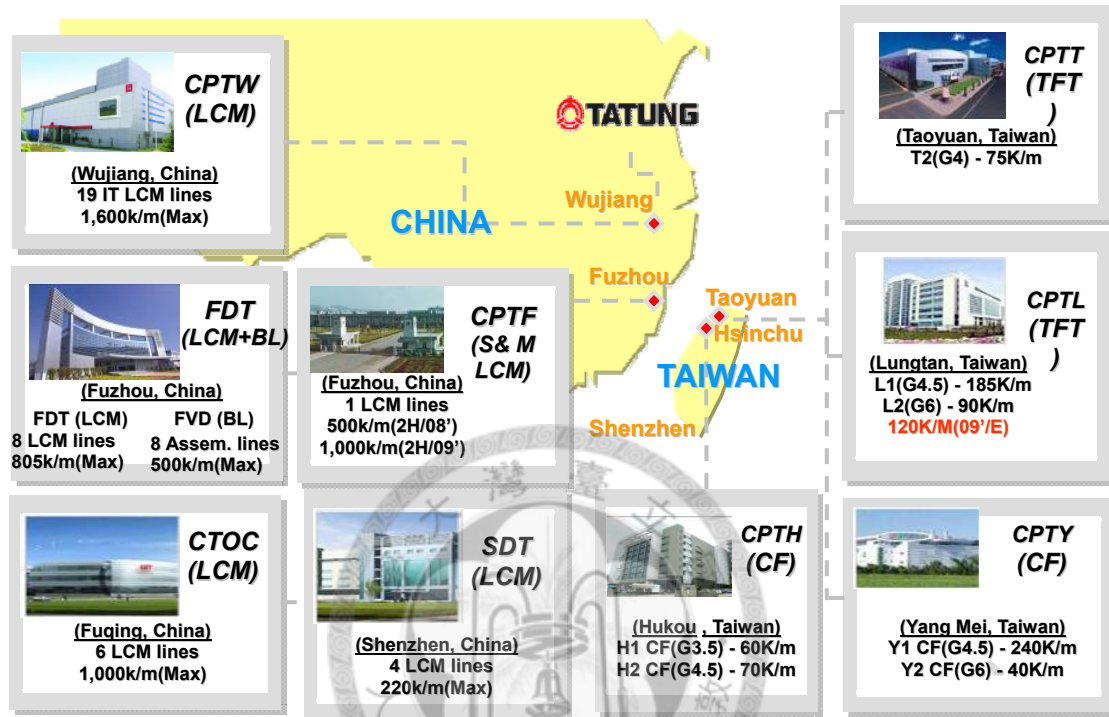 CPTW
(LCM)
(Wujiang, China)
19 IT LCM lines
1,600k/m(Max)
FDT
(LCM+BL)
(Fuzhou, China)
FDT (LCM) FVD (BL)
8 LCM lines 8 Assem. lines
805k/m(Max) 500k/m(Max)
CPTF
(S& M
LCM)
(Fuzhou, China)
1 LCM lines
500k/m(2H/08’)
1,000k/m(2H/09’)
CTOC
(LCM)
(Fuqing, China)
6 LCM lines
1,000k/m(Max)
SDT
(LCM)
(Shenzhen, China)
4 LCM lines
220k/m(Max)
TATUNG
CHINA
Wujiang
Fuzhou
Taoyuan
Hsinchu
TAIWAN
Shenzhen
CPTH
(CF)
(Hukou , Taiwan)
H1 CF(G3.5) - 60K/m
H2 CF(G4.5) - 70K/m
CPTT
(TFT
)
(Taoyuan, Taiwan)
T2(G4) - 75K/m
CPTL
(TFT
)
(Lungtan, Taiwan)
L1(G4.5) - 185K/m
L2(G6) - 90K/m
120K/M(09’/E)
CPTY
(CF)
(Yang Mei, Taiwan)
Y1 CF(G4.5) - 240K/m
Y2 CF(G6) - 40K/m
大灣臺